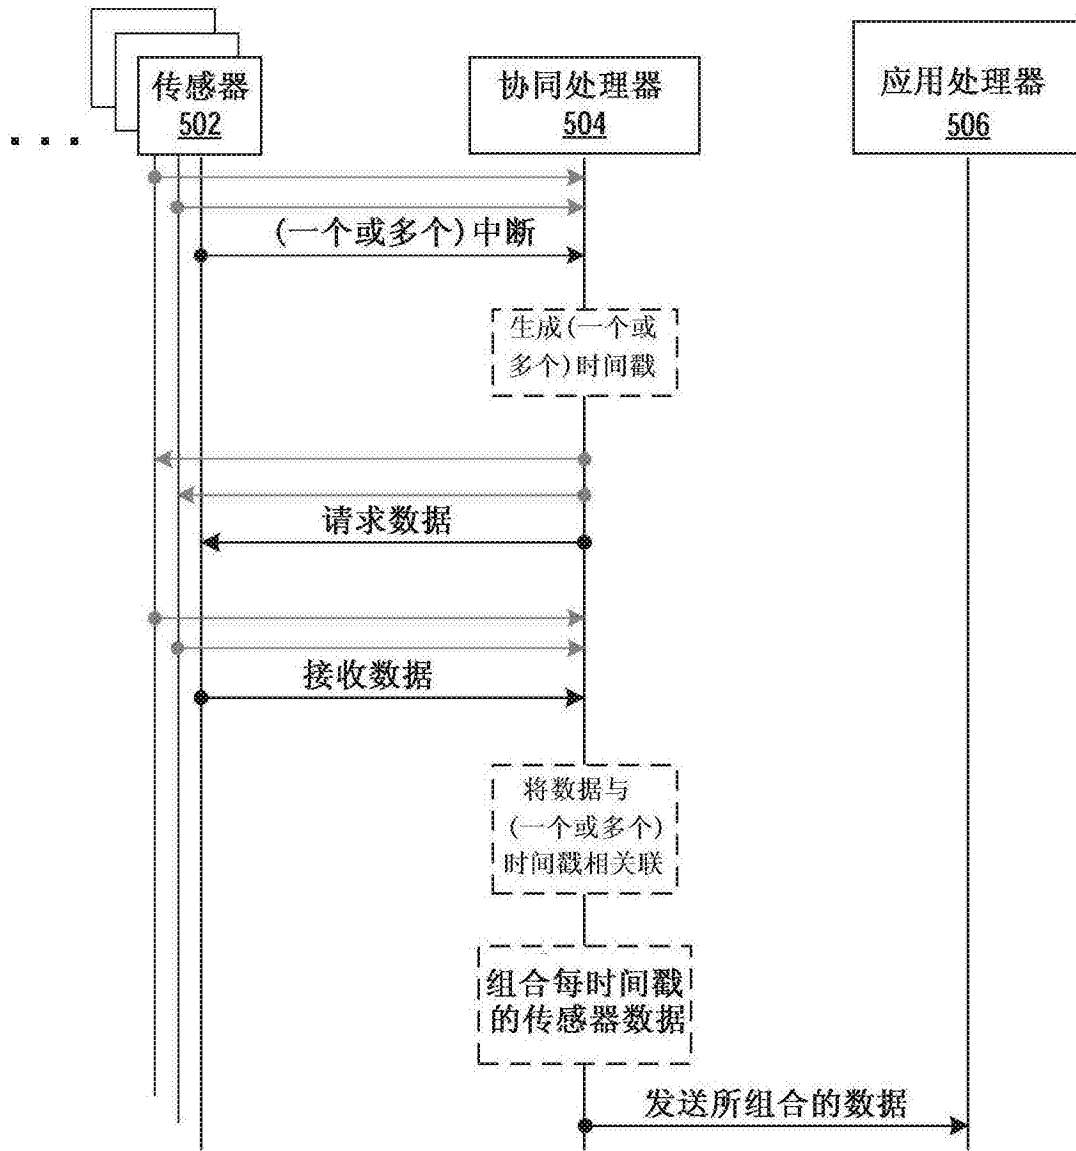 传感器
502
协同处理器
504
应用处理器
506
(一个或多个)中断
生成(一个或
多个)时间戳
请求数据
接收数据
将数据与
(一个或多个)
时间戳相关联
组合每时间戳
的传感器数据
发送所组合的数据